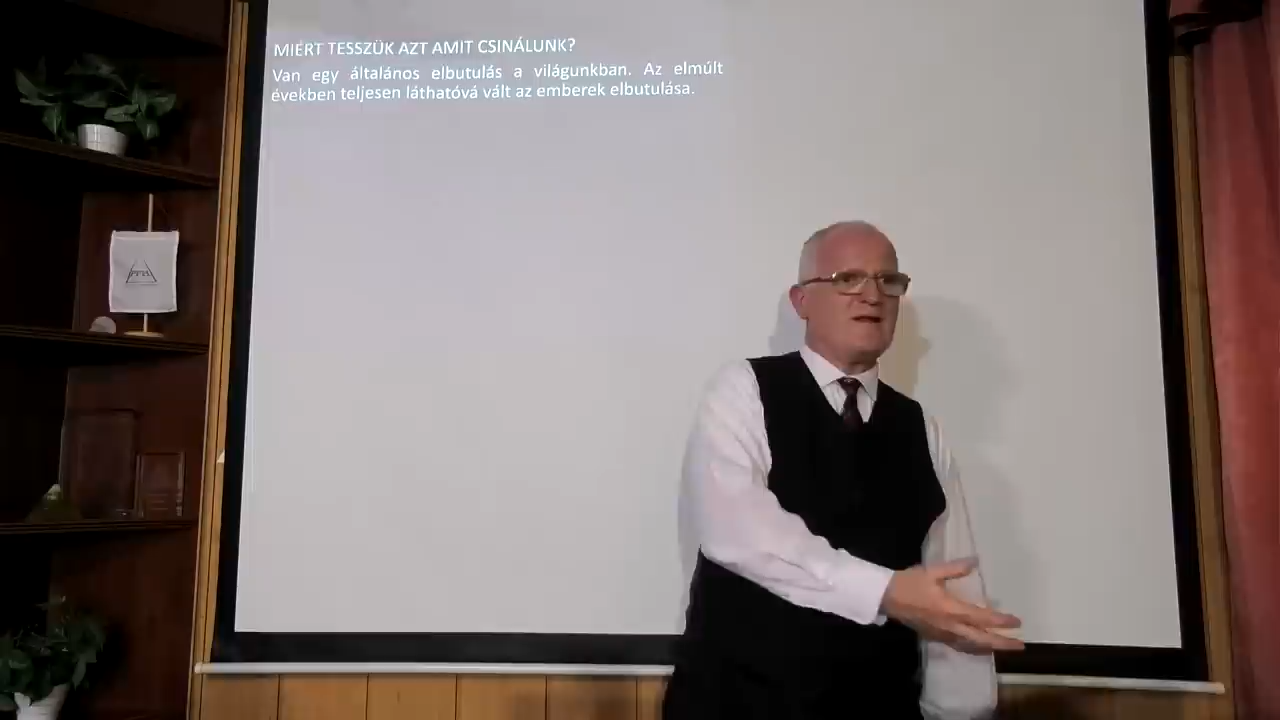 MIÉRT TESSZÜK AZT AMIT CSINÁLUNK?
Van egy általános elbutulás a világunkban. Az elmúlt
években teljesen láthatóvá vált az emberek elbutulása.